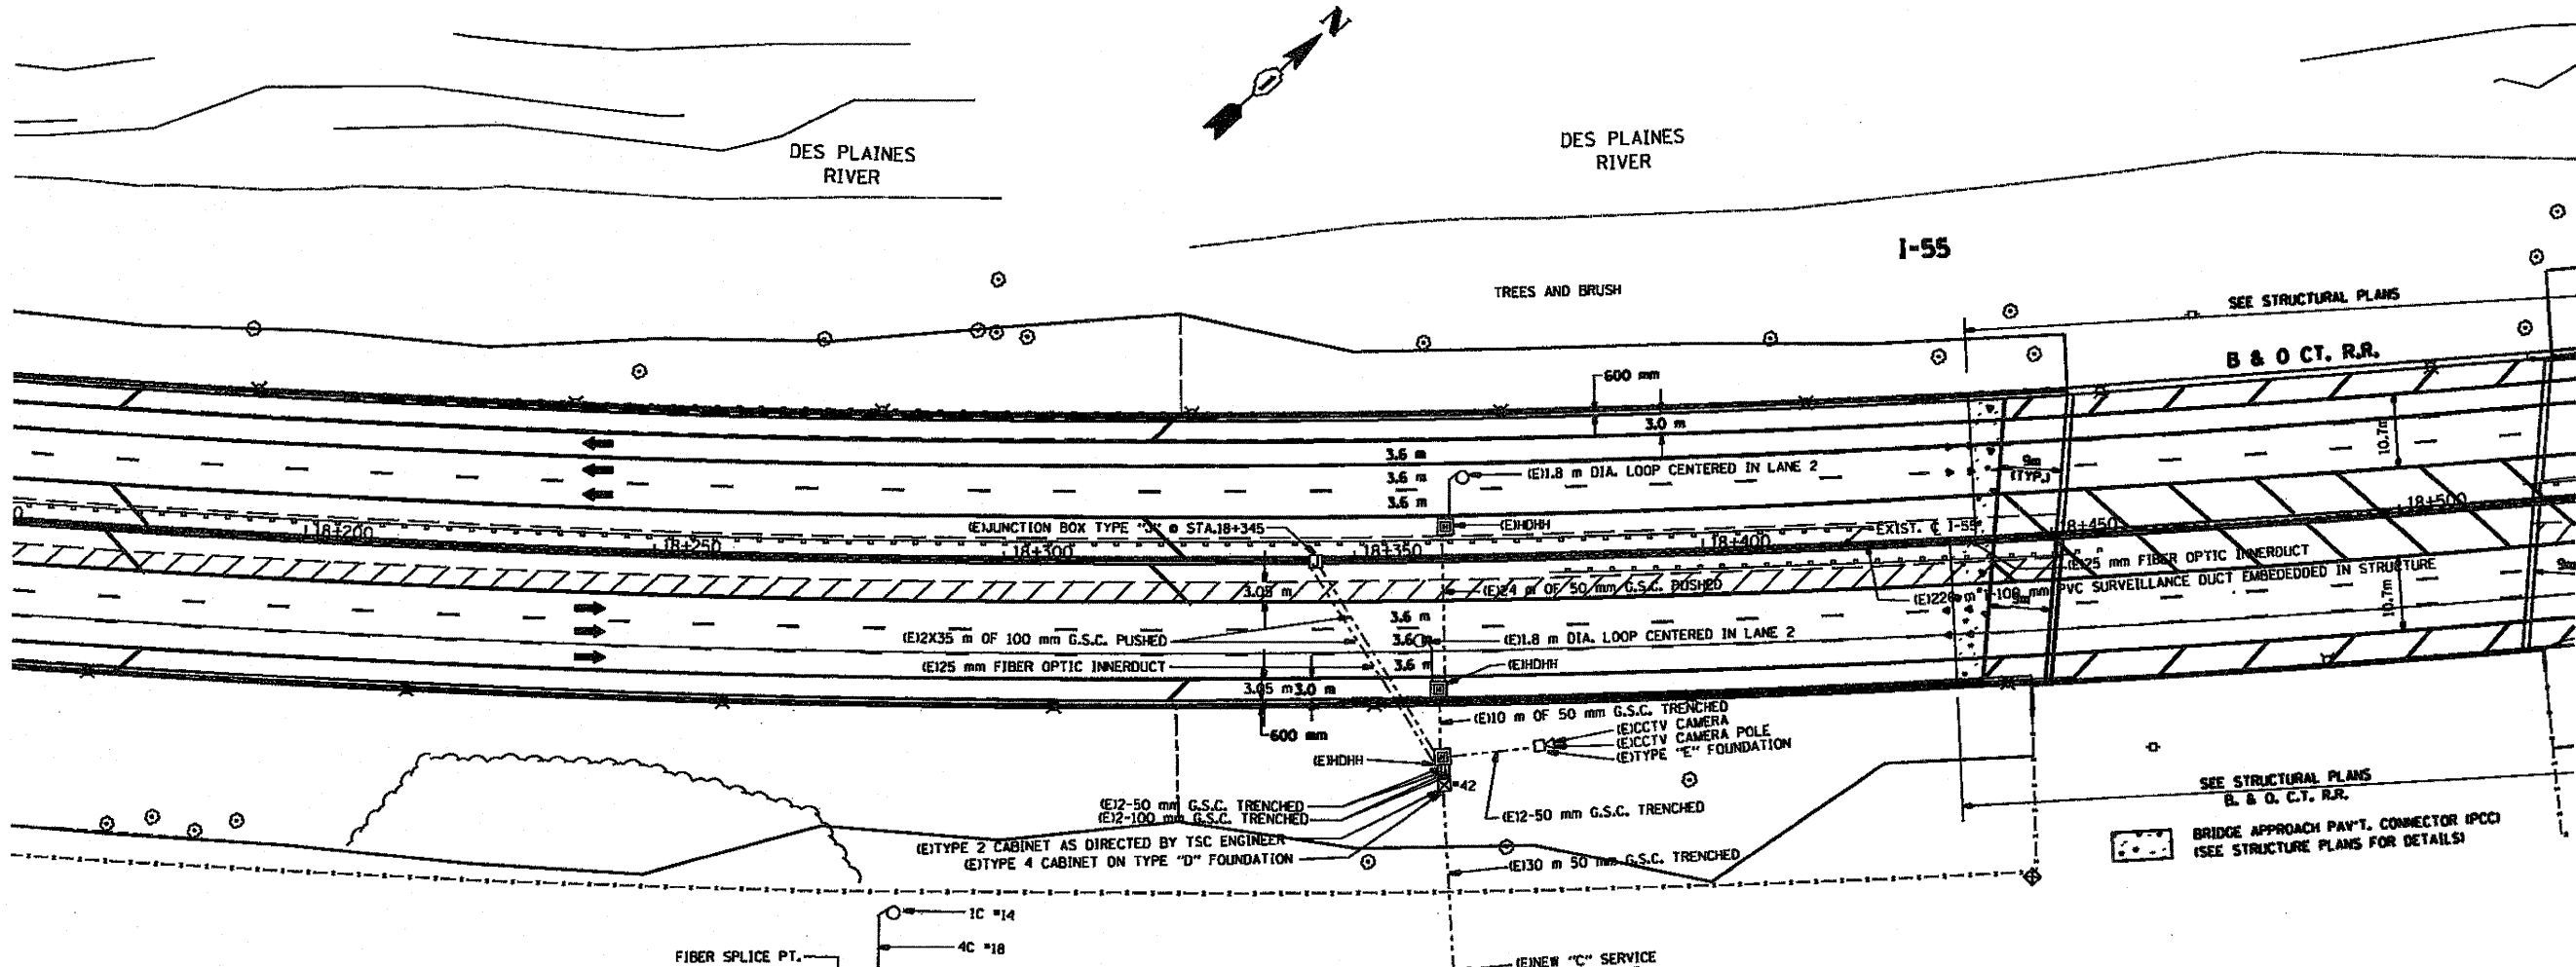 N
DES PLAINES
RIVER
DES PLAINES
RIVER
I-55
TREES AND BRUSH
SEE STRUCTURAL PLANS
B & O CT. R.R.
600 mm
3.0 m
3.6 m
3.6 m
3.6 m
(E)1.8 m DIA. LOOP CENTERED IN LANE 2
9m
(TYP.)
10.7m
(E)JUNCTION BOX TYPE "J" @ STA.18+345
(E)HDHH
EXIST. ℄ I-55
18+200
18+250
18+300
18+350
18+400
18+450
18+500
(E)25 mm FIBER OPTIC INNERDUCT
PVC SURVEILLANCE DUCT EMBEDEDDED IN STRUCTURE
(E)24 m OF 50 mm G.S.C. PUSHED
3.05 m
9m
10.7m
9m
(E)2X35 m OF 100 mm G.S.C. PUSHED
3.6 m
3.6
(E)1.8 m DIA. LOOP CENTERED IN LANE 2
(E)25 mm FIBER OPTIC INNERDUCT
3.6 m
(E)HDHH
3.05 m 3.0 m
600 mm
(E)10 m OF 50 mm G.S.C. TRENCHED
(E)CCTV CAMERA
(E)CCTV CAMERA POLE
(E)TYPE "E" FOUNDATION
(E)HDHH
#42
(E)2-50 mm G.S.C. TRENCHED
(E)2-100 mm G.S.C. TRENCHED
(E)2-50 mm G.S.C. TRENCHED
(E)TYPE 2 CABINET AS DIRECTED BY TSC ENGINEER
(E)TYPE 4 CABINET ON TYPE "D" FOUNDATION
(E)30 m 50 mm G.S.C. TRENCHED
SEE STRUCTURAL PLANS
B. & O. C.T. R.R.
BRIDGE APPROACH PAV'T. CONNECTOR (PCC)
(SEE STRUCTURE PLANS FOR DETAILS)
1C #14
4C #18
FIBER SPLICE PT.
(E)NEW "C" SERVICE